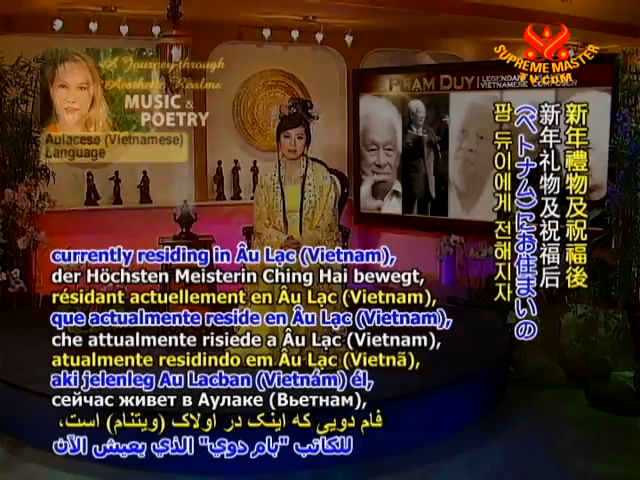 A Journey through
Aesthetic Realms
MUSIC &
POETRY
Aulacese (Vietnamese)
Language
SUPREME MASTER
TV.COM
PHAM DUY
LEGENDARY
VIETNAMESE COMPOSER
新年禮物及祝福後
新年礼物及祝福后
(ベトナム)にお住まいの
팜 듀이에게 전해지자
currently residing in Âu Lạc (Vietnam),
der Höchsten Meisterin Ching Hai bewegt,
résidant actuellement en Âu Lạc (Vietnam),
que actualmente reside en Âu Lạc (Vietnam),
che attualmente risiede a Âu Lạc (Vietnam),
atualmente residindo em Âu Lạc (Vietnã),
aki jelenleg Au Lacban (Vietnám) él,
сейчас живет в Аулаке (Вьетнам),
فام دویی که اینک در اولاک (ویتنام) است،
للكاتب "بام دوي" الذي يعيش الآن